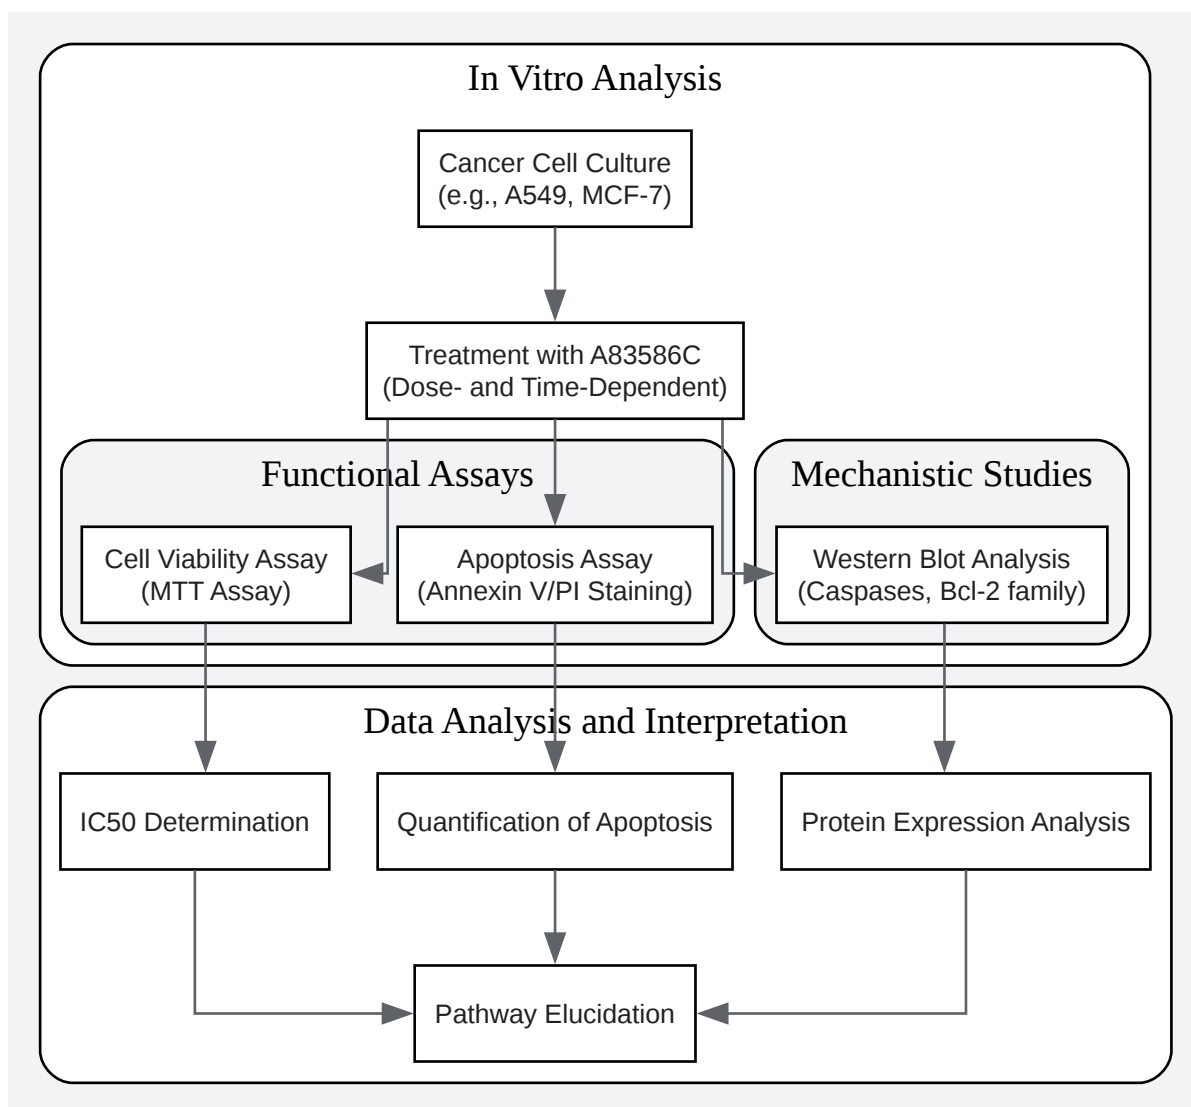 In Vitro Analysis
Cancer Cell Culture
(e.g., A549, MCF-7)
Treatment with A83586C
(Dose- and Time-Dependent)
Functional Assays
Mechanistic Studies
Cell Viability Assay
(MTT Assay)
Apoptosis Assay
(Annexin V/PI Staining)
Western Blot Analysis
(Caspases, Bcl-2 family)
Data Analysis and Interpretation
IC50 Determination
Quantification of Apoptosis
Protein Expression Analysis
Pathway Elucidation